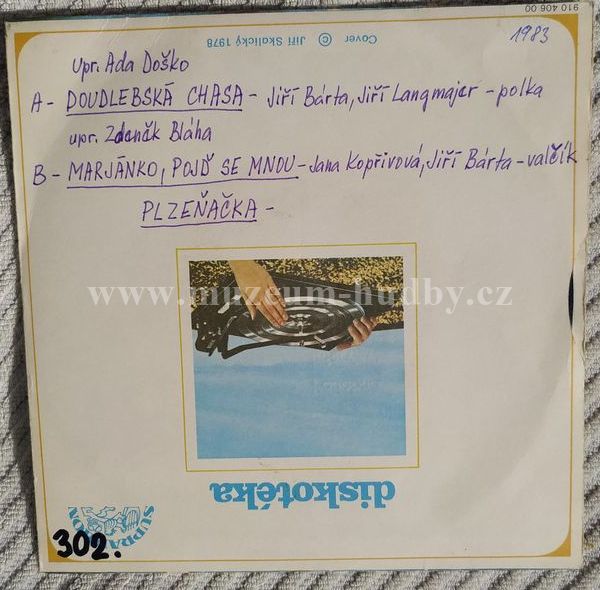 910 406 00
Cover © Jiří Skalický 1978
1983
upr. Ada Doško
A - DOUDLEBSKÁ CHASA - Jiří Bárta, Jiří Langmajer - polka
upr. Zdeněk Bláha
B - MARJÁNKO, POJĎ SE MNOU - Jana Kopřivová, Jiří Bárta - valčík
PLZEŇAČKA -
www.muzeum-hudby.cz
diskotéka
SUPRAPHON
302.